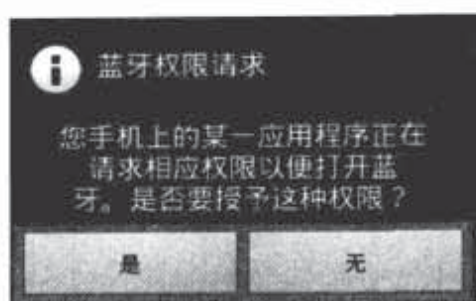 蓝牙权限请求
您手机上的某一应用程序正在
请求相应权限以便打开蓝
牙。是否要授予这种权限？
是
无